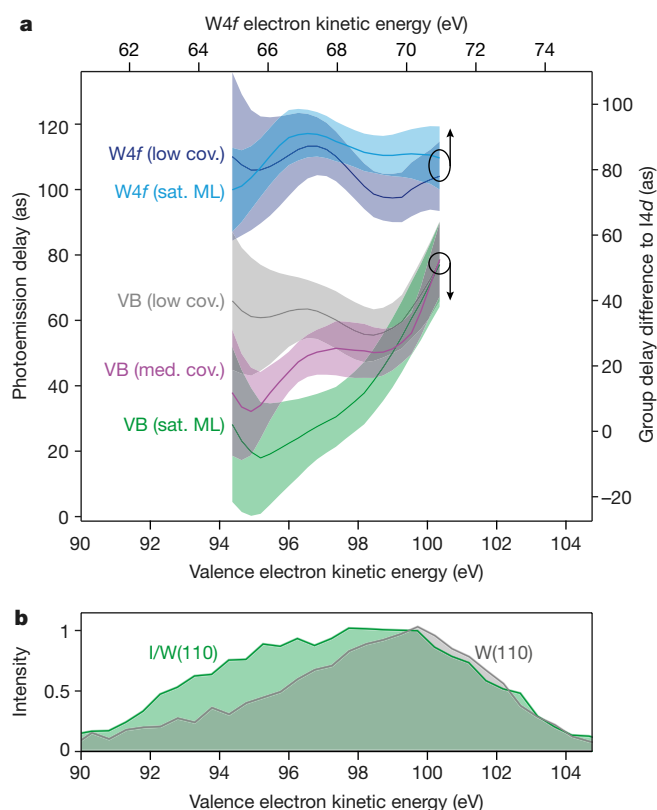 a
W4f electron kinetic energy (eV)
62 64 66 68 70 72 74
Photoemission delay (as)
120
100
80
60
40
20
0
W4f (low cov.)
W4f (sat. ML)
VB (low cov.)
VB (med. cov.)
VB (sat. ML)
100
80
60
40
20
0
–20
Group delay difference to I4d (as)
90 92 94 96 98 100 102 104
Valence electron kinetic energy (eV)
b
Intensity
1
0.5
0
I/W(110)
W(110)
90 92 94 96 98 100 102 104
Valence electron kinetic energy (eV)